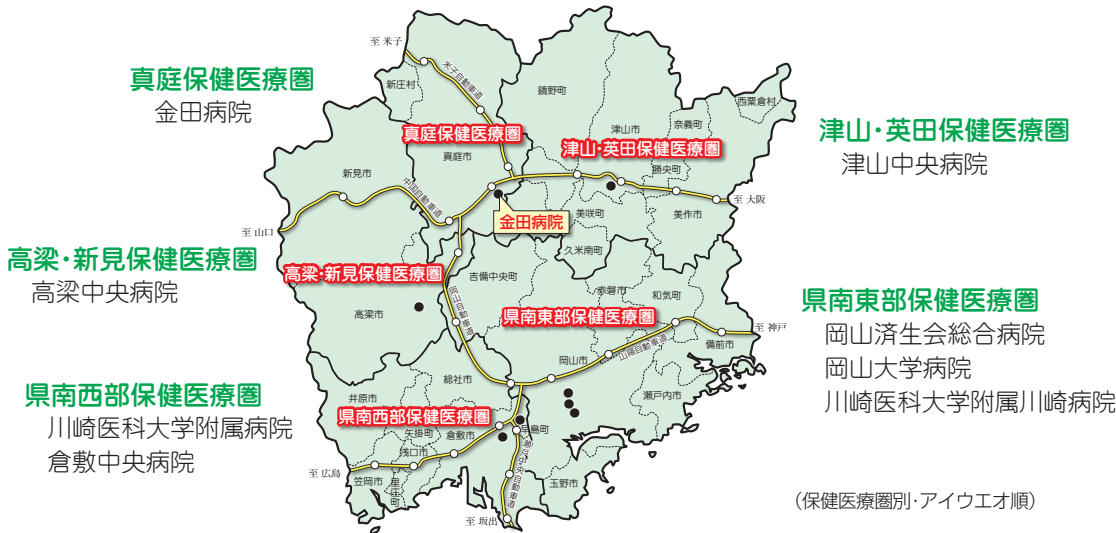 真庭保健医療圏
金田病院
高梁・新見保健医療圏
高梁中央病院
県南西部保健医療圏
川崎医科大学附属病院
倉敷中央病院
至 米子
米子自動車道
新庄村
真庭保健医療圏
真庭市
鏡野町
津山市
奈義町
西粟倉村
津山・英田保健医療圏
勝央町
新見市
中国自動車道
至 大阪
金田病院
美咲町
美作市
至 山口
久米南町
高梁・新見保健医療圏
吉備中央町
岡山自動車道
赤磐市
和気町
高梁市
県南東部保健医療圏
至 神戸
備前市
山陽自動車道
岡山市
総社市
井原市
瀬戸内市
県南西部保健医療圏
矢掛町
倉敷市
早島町
浅口市
至 広島
笠岡市
里庄町
瀬戸中央自動車道
玉野市
至 坂出
津山・英田保健医療圏
津山中央病院
県南東部保健医療圏
岡山済生会総合病院
岡山大学病院
川崎医科大学附属川崎病院
（保健医療圏別・アイウエオ順）